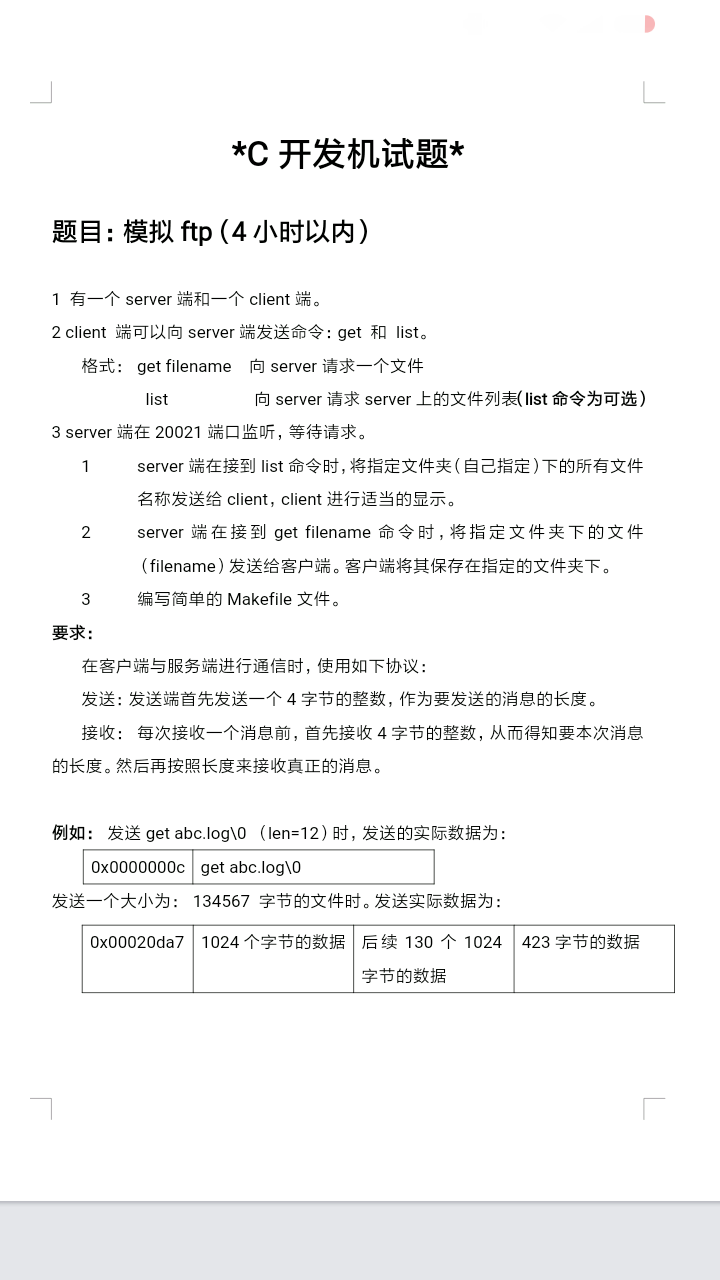 *C 开发机试题*
题目：模拟 ftp（4 小时以内）
1 有一个 server 端和一个 client 端。
2 client 端可以向 server 端发送命令：get 和 list。
格式： get filename 向 server 请求一个文件
list 向 server 请求 server 上的文件列表(list 命令为可选）
3 server 端在 20021 端口监听，等待请求。
1 server 端在接到 list 命令时，将指定文件夹（自己指定）下的所有文件
名称发送给 client，client 进行适当的显示。
2 server 端在接到 get filename 命令时，将指定文件夹下的文件
（filename）发送给客户端。客户端将其保存在指定的文件夹下。
3 编写简单的 Makefile 文件。
要求：
在客户端与服务端进行通信时，使用如下协议：
发送：发送端首先发送一个 4 字节的整数，作为要发送的消息的长度。
接收： 每次接收一个消息前，首先接收 4 字节的整数，从而得知要本次消息
的长度。然后再按照长度来接收真正的消息。
例如： 发送 get abc.log\0 （len=12）时，发送的实际数据为：
0x0000000c get abc.log\0
发送一个大小为： 134567 字节的文件时。发送实际数据为：
0x00020da7 1024 个字节的数据 后续 130 个 1024 423 字节的数据
字节的数据